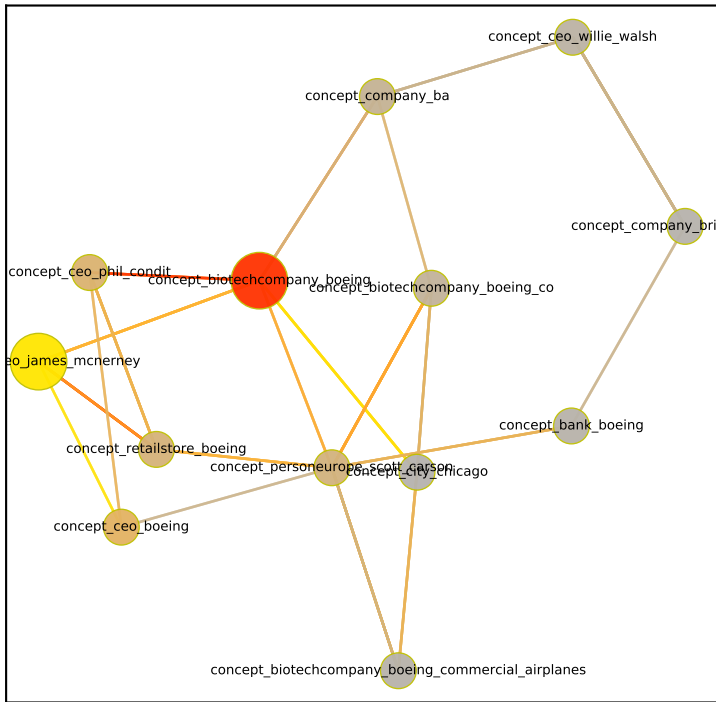 concept_ceo_willie_walsh
concept_company_ba
concept_company_bri
concept_ceo_phil_condit
concept_biotechcompany_boeing
concept_biotechcompany_boeing_co
eo_james_mcnerney
concept_bank_boeing
concept_retailstore_boeing
concept_personeurope_scott_carson
concept_city_chicago
concept_ceo_boeing
concept_biotechcompany_boeing_commercial_airplanes